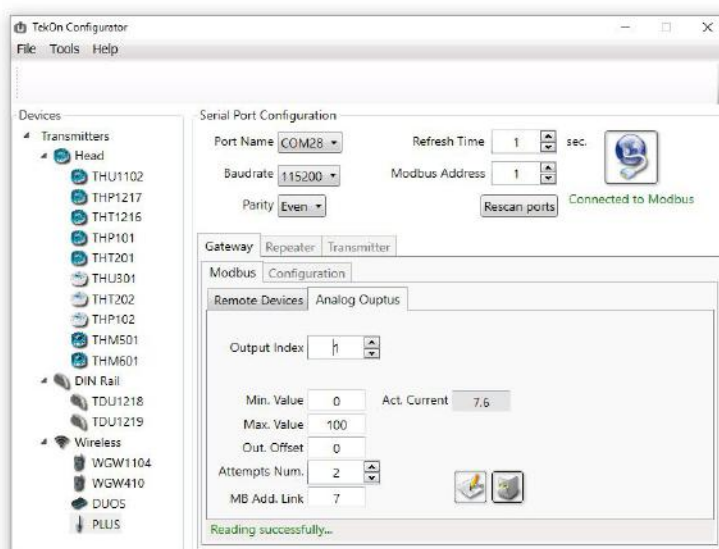 TekOn Configurator
File Tools Help
Devices
Transmitters
Head
THU1102
THP1217
THT1216
THP101
THT201
THU301
THT202
THP102
THM501
THM601
DIN Rail
TDU1218
TDU1219
Wireless
WGW1104
WGW410
DUOS
PLUS
Serial Port Configuration
Port Name COM28 Refresh Time 1 sec.
Baudrate 115200 Modbus Address 1
Parity Even Rescan ports Connected to Modbus
Gateway Repeater Transmitter
Modbus Configuration
Remote Devices Analog Ouptus
Output Index 1
Min. Value 0 Act. Current 7.6
Max. Value 100
Out. Offset 0
Attempts Num. 2
MB Add. Link 7
Reading successfully...